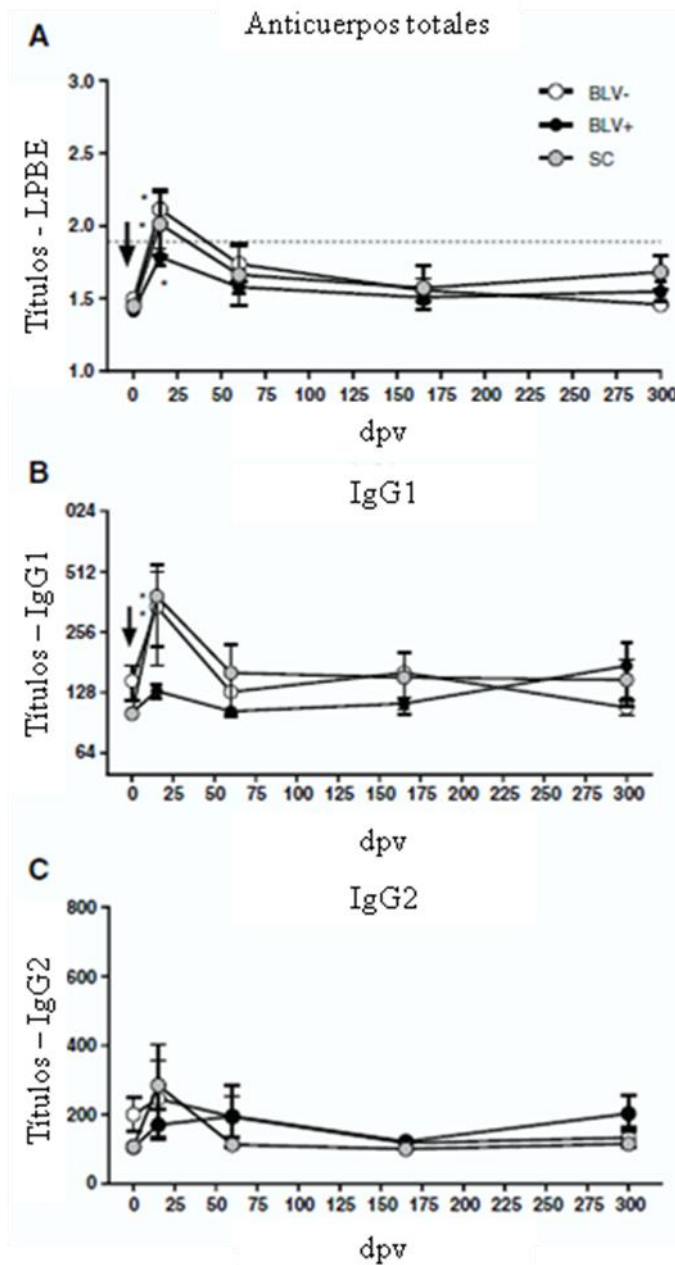 Anticuerpos totales
A
3.0
2.5
2.0
1.5
1.0
Títulos - LPBE
BLV-
BLV+
SC
*
*
*
0 25 50 75 100 125 150 175 200 225 250 275 300
dpv
B
IgG1
024
512
256
128
64
Títulos – IgG1
*
*
0 25 50 75 100 125 150 175 200 225 250 275 300
dpv
C
IgG2
800
600
400
200
0
Títulos – IgG2
0 25 50 75 100 125 150 175 200 225 250 275 300
dpv